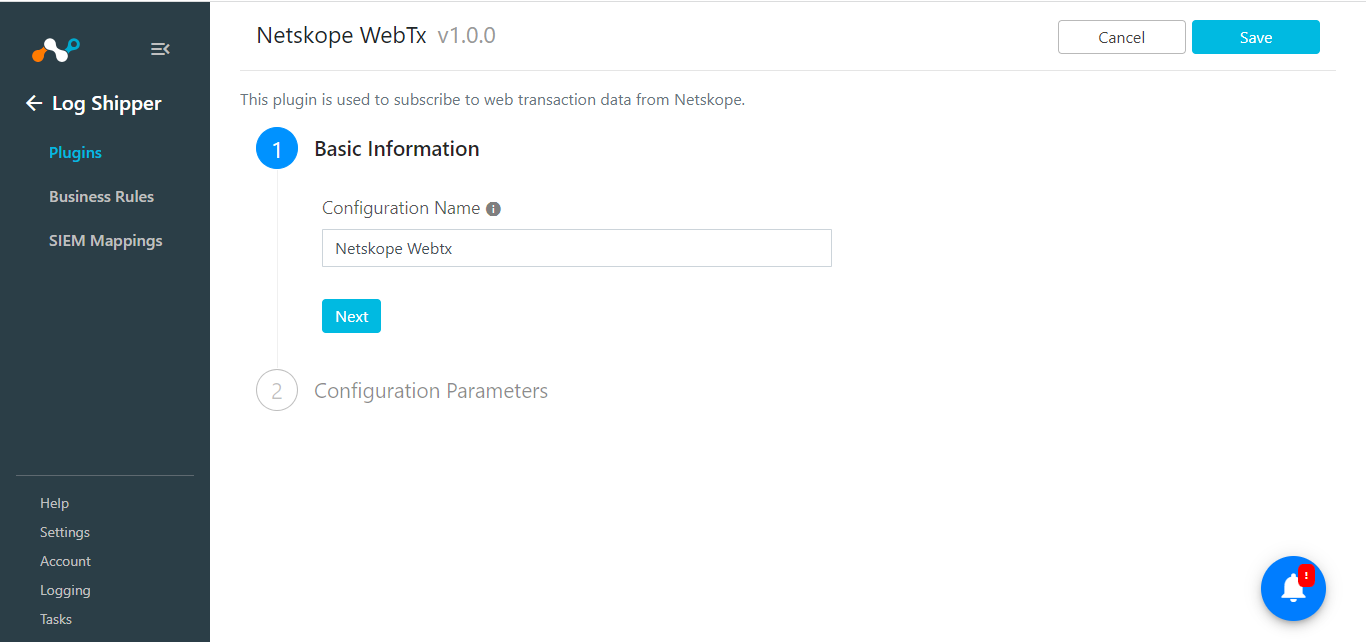 Log Shipper
Plugins
Business Rules
SIEM Mappings
Help
Settings
Account
Logging
Tasks
Netskope WebTx v1.0.0
Cancel
Save
This plugin is used to subscribe to web transaction data from Netskope.
1 Basic Information
Configuration Name i
Netskope Webtx
Next
2 Configuration Parameters
!